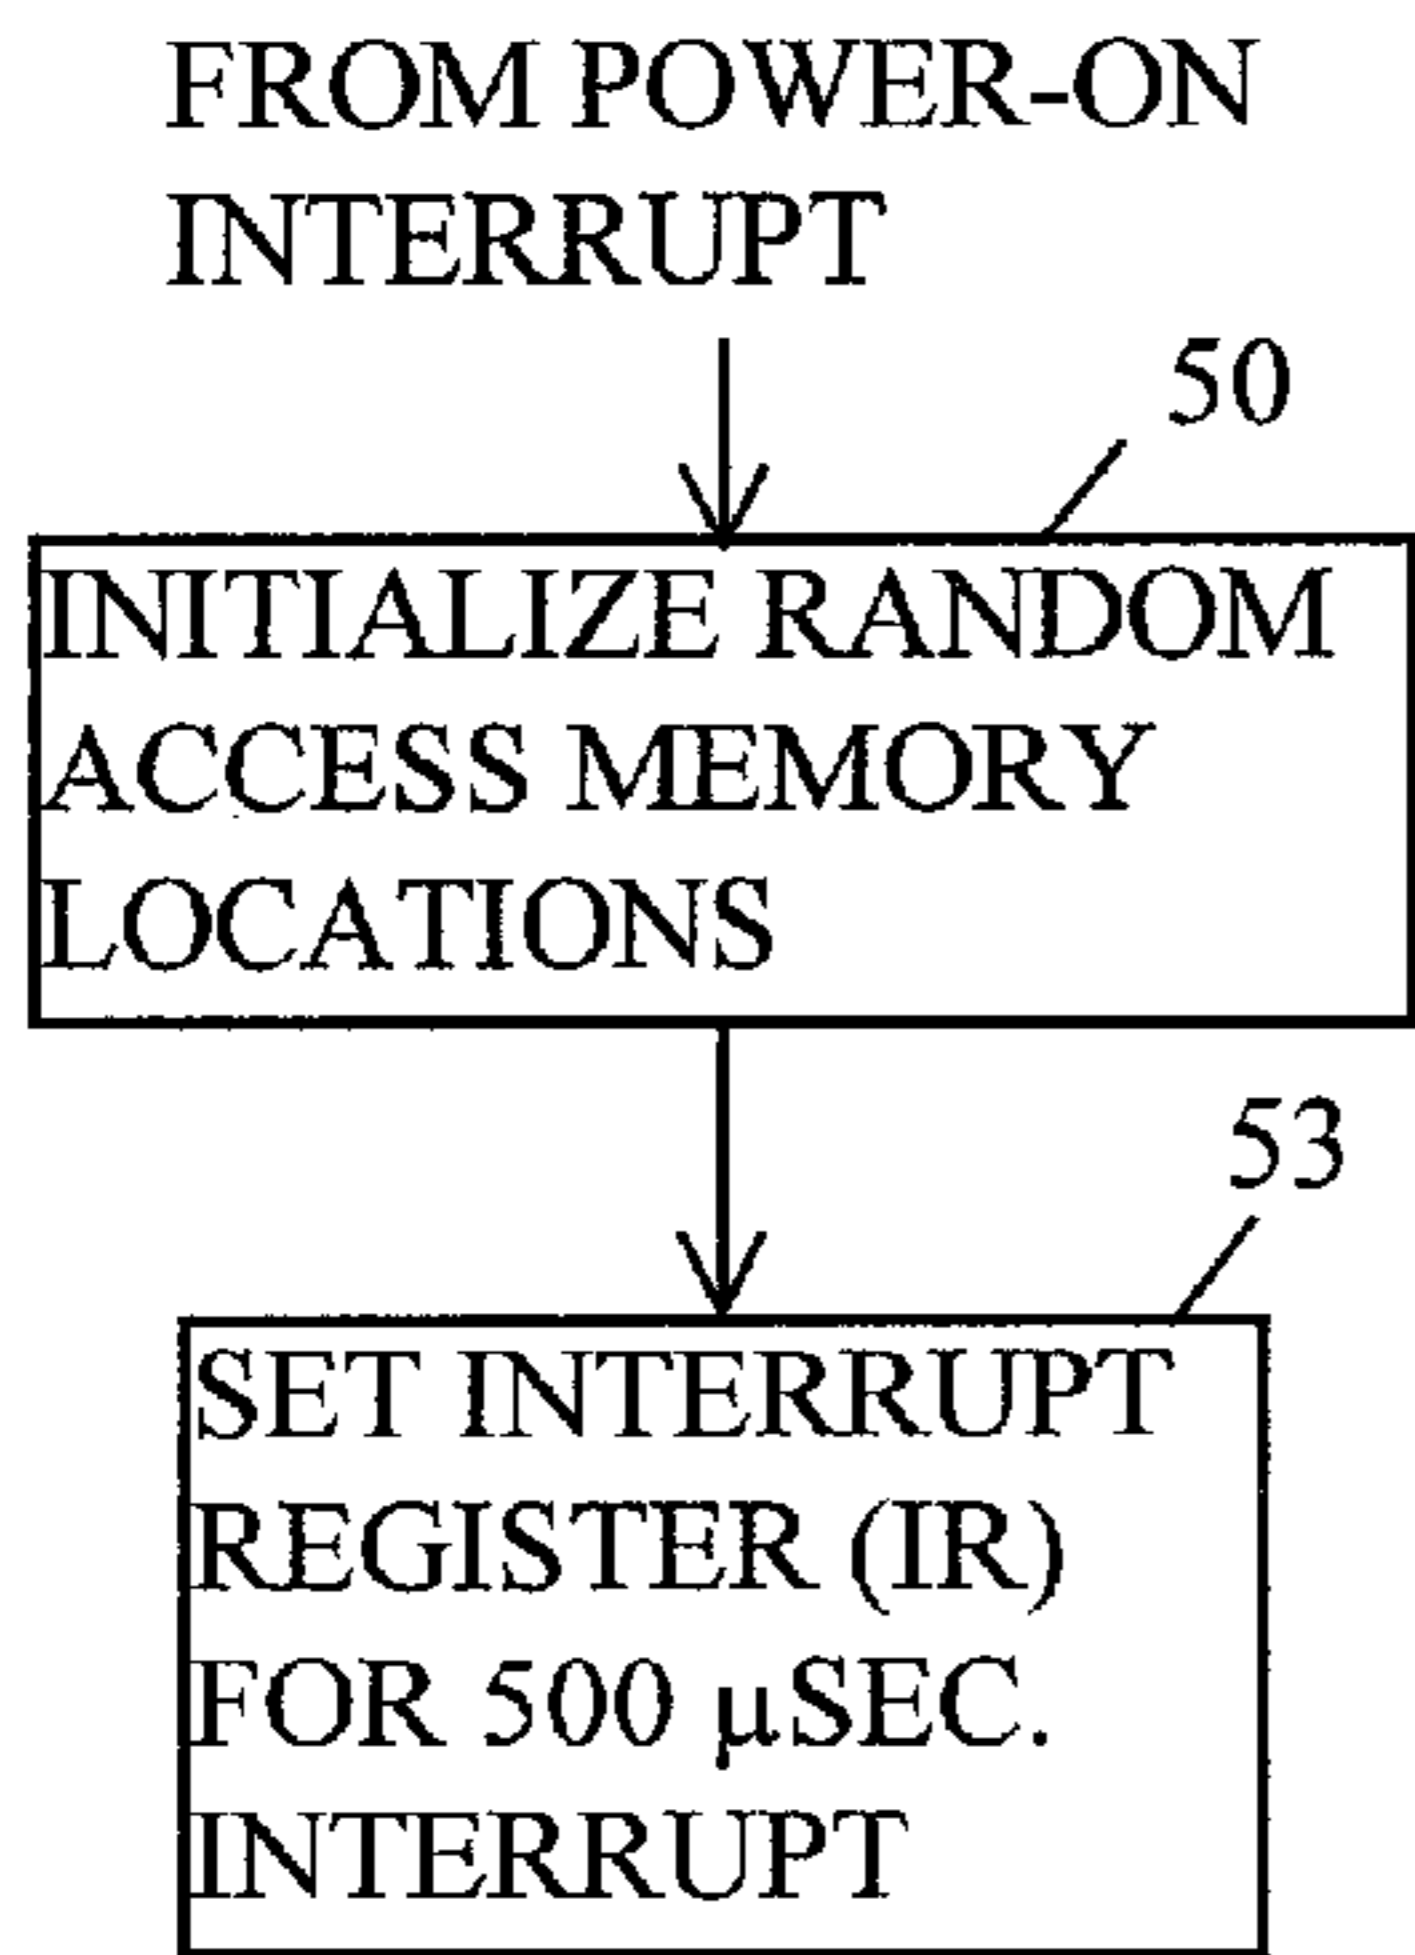 FROM POWER-ON
INTERRUPT
50
INITIALIZE RANDOM
ACCESS MEMORY
LOCATIONS
53
SET INTERRUPT
REGISTER (IR)
FOR 500 μSEC.
INTERRUPT